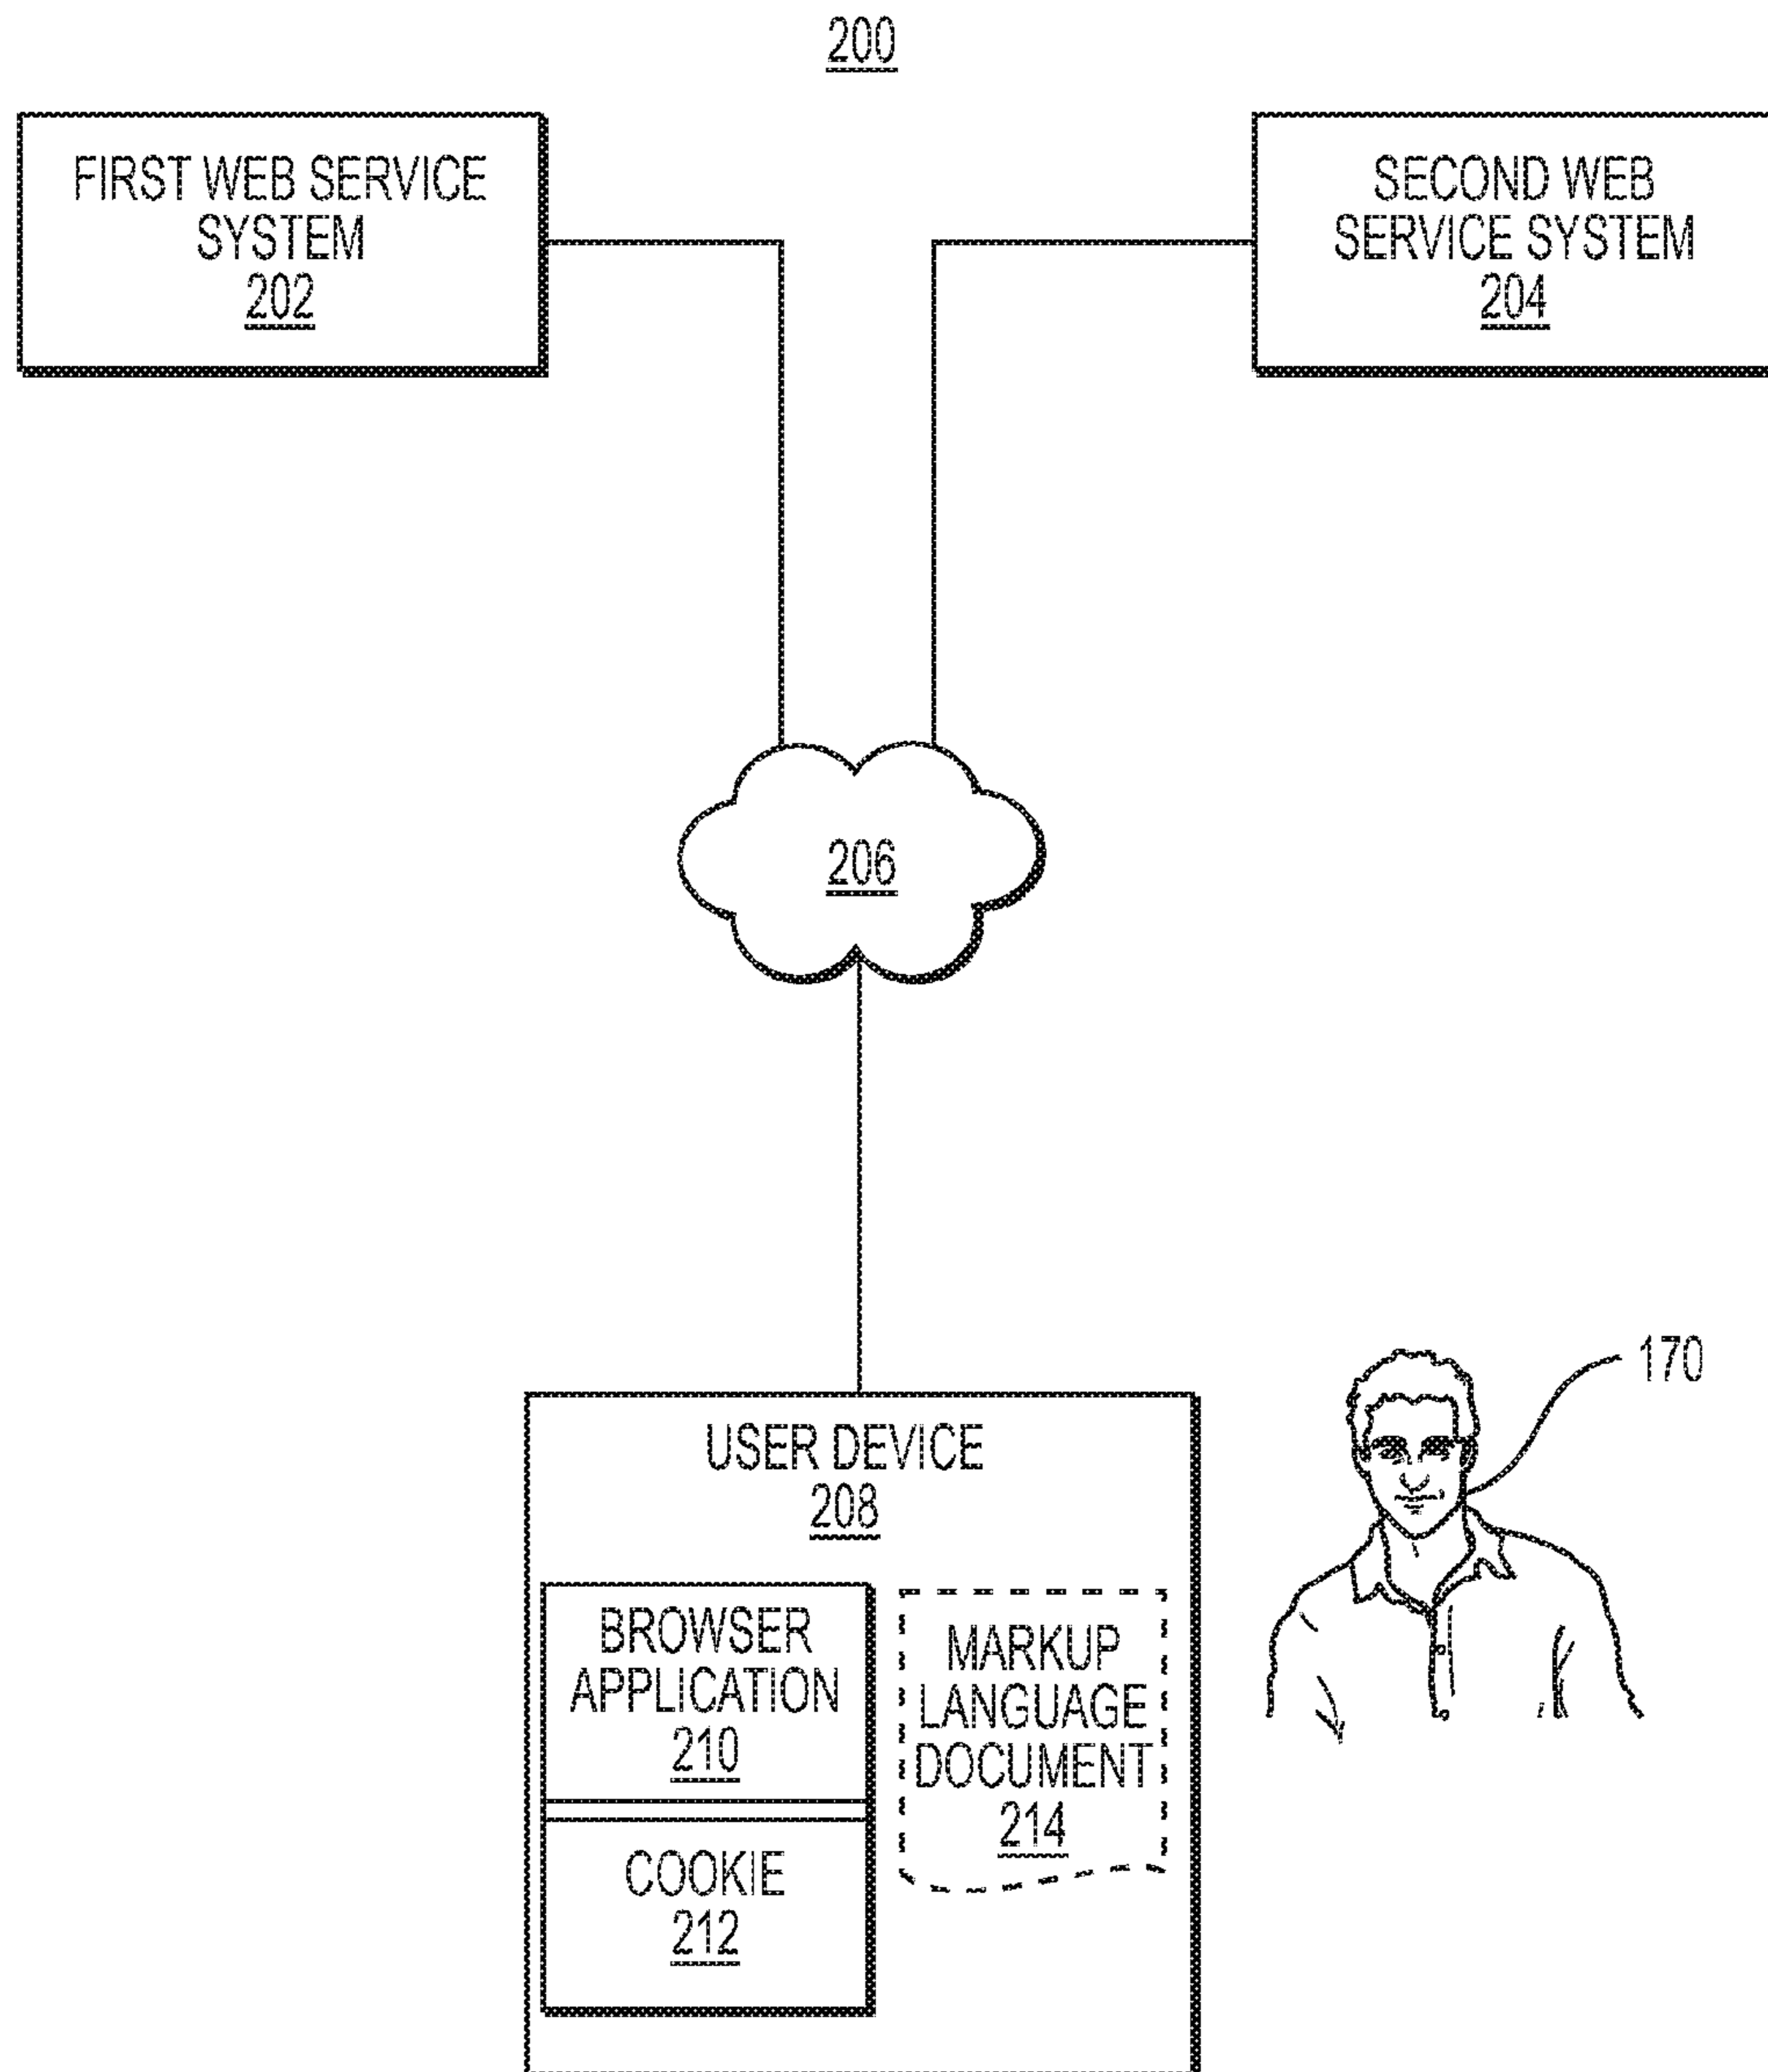 200
FIRST WEB SERVICE
SYSTEM
202
SECOND WEB
SERVICE SYSTEM
204
206
170
USER DEVICE
208
BROWSER
APPLICATION
210
MARKUP
LANGUAGE
DOCUMENT
214
COOKIE
212